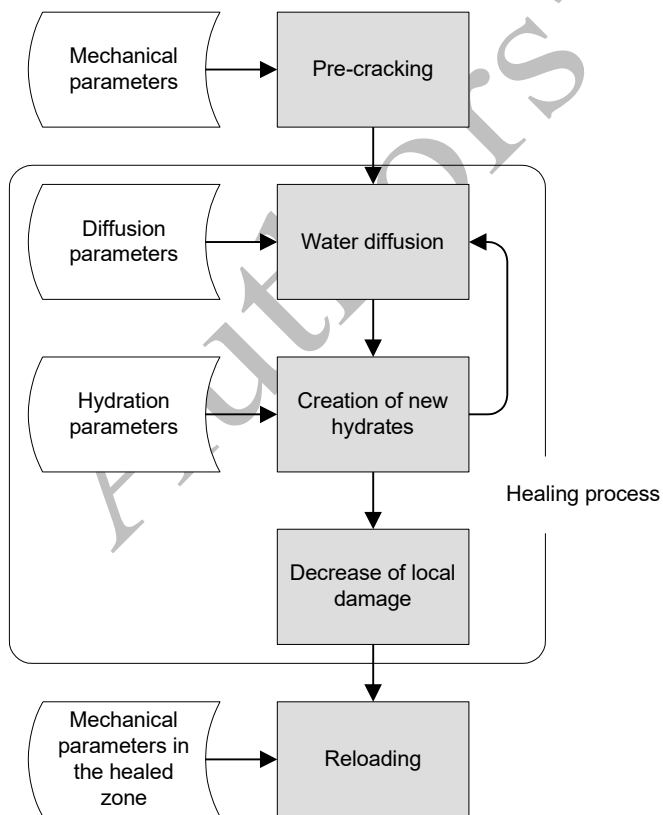 Mechanical
parameters
Pre-cracking
Diffusion
parameters
Water diffusion
Hydration
parameters
Creation of new
hydrates
Healing process
Decrease of local
damage
Mechanical
parameters in
the healed
zone
Reloading
Authors'